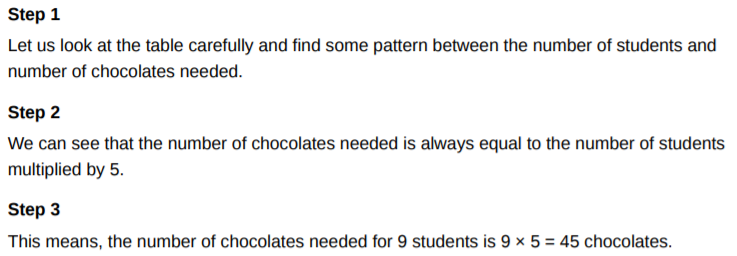 Step 1
Let us look at the table carefully and find some pattern between the number of students and
number of chocolates needed.
Step 2
We can see that the number of chocolates needed is always equal to the number of students
multiplied by 5.
Step 3
This means, the number of chocolates needed for 9 students is 9 × 5 = 45 chocolates.